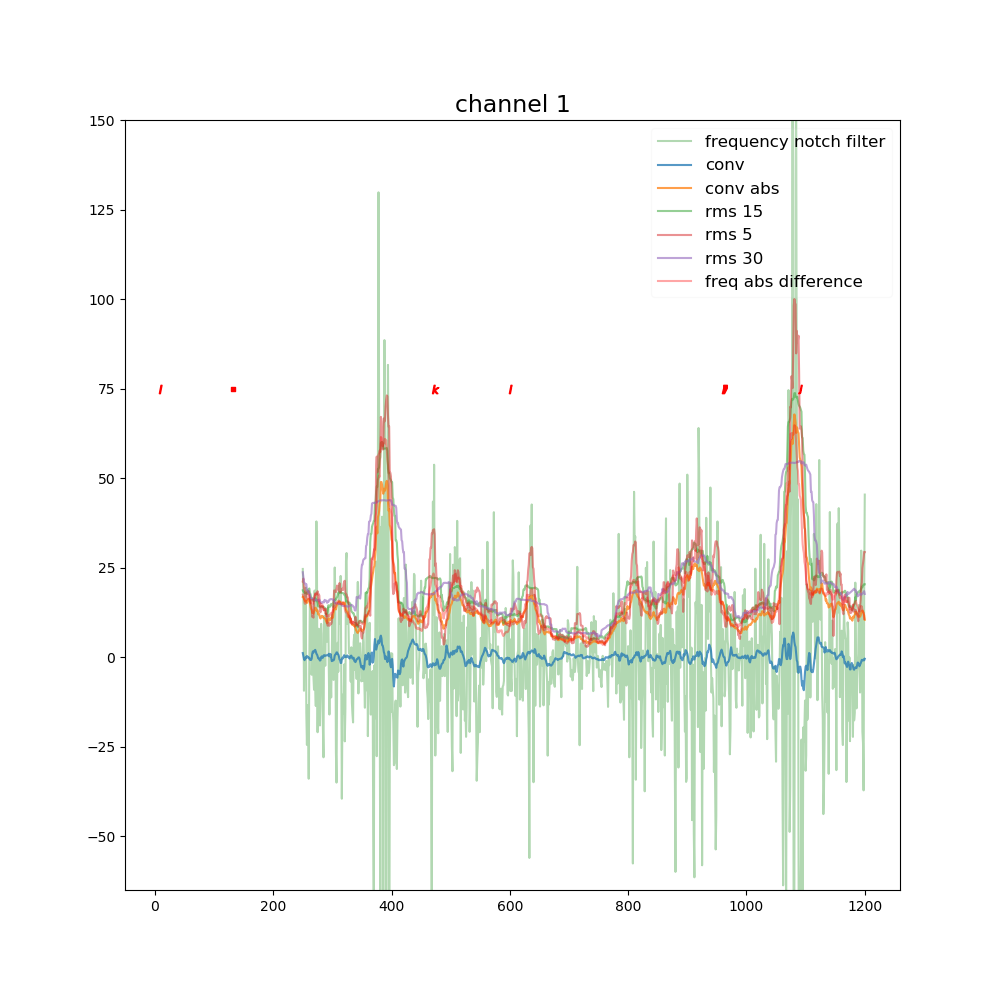 channel 1
150
frequency notch filter
conv
conv abs
rms 15
rms 5
rms 30
freq abs difference
125
100
75
l k l J
50
25
0
−25
−50
0 200 400 600 800 1000 1200